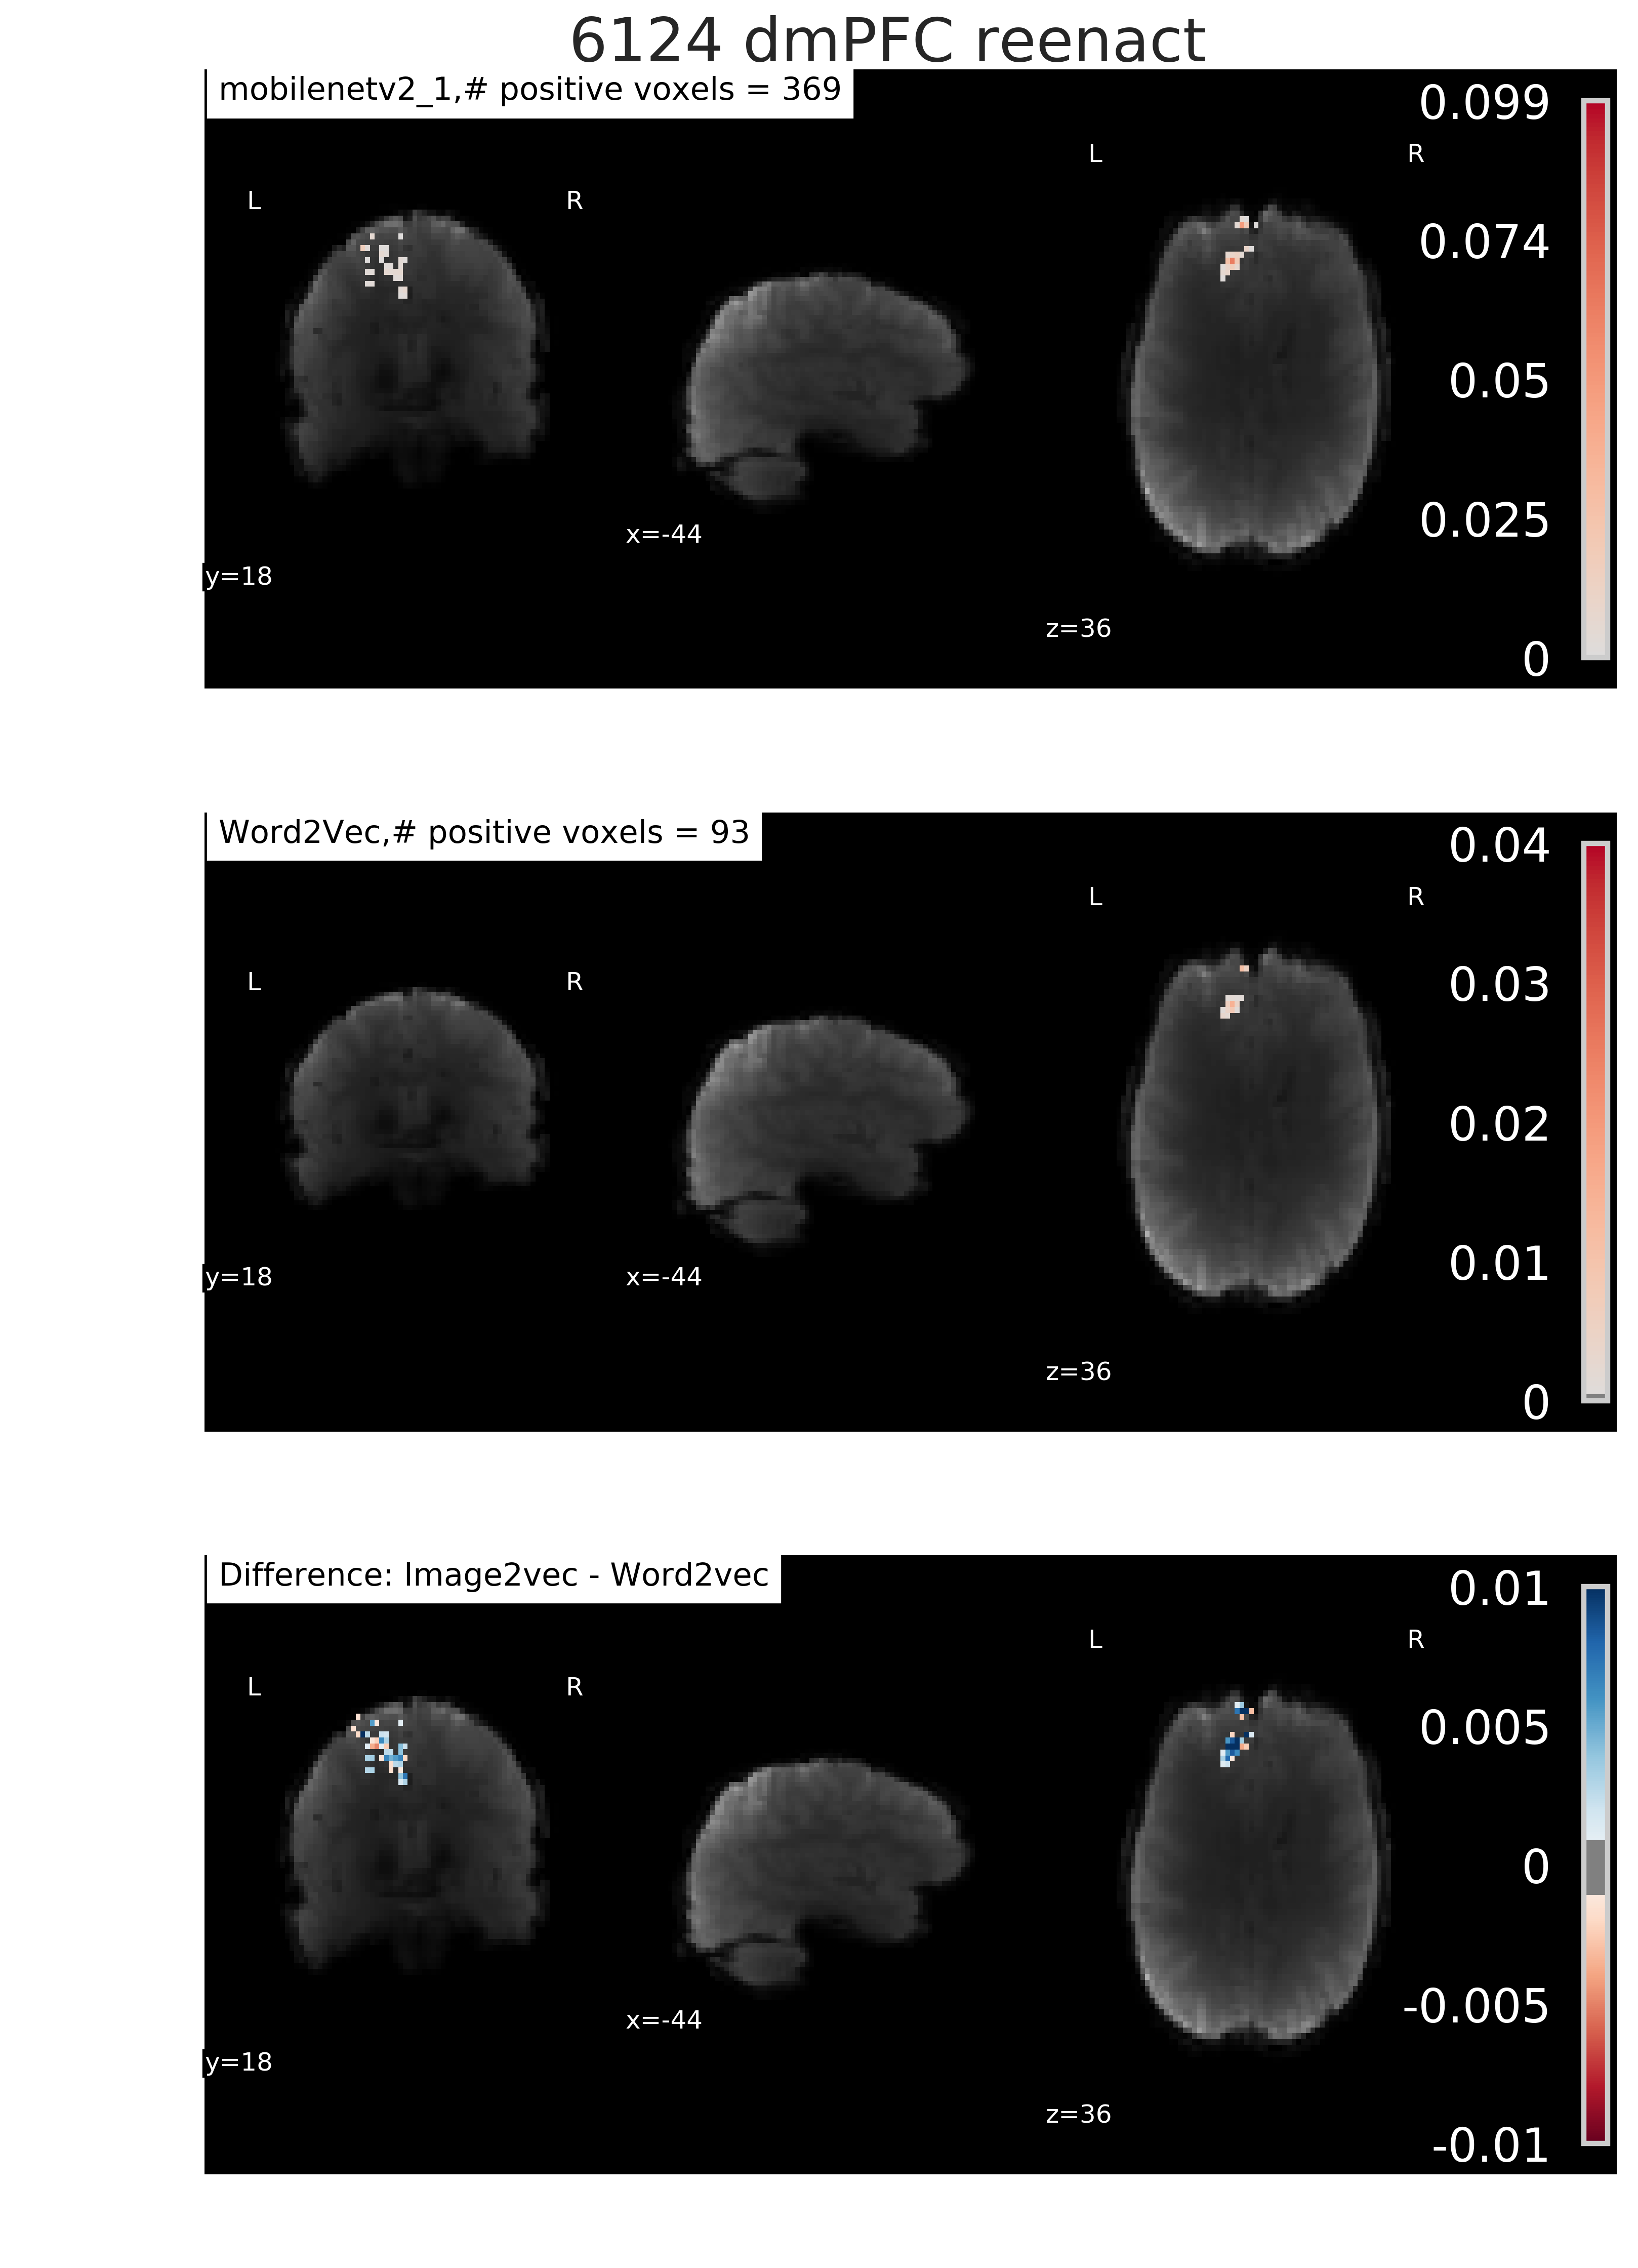 6124 dmPFC reenact
mobilenetv2_1,# positive voxels = 369
0.099
L R
L R
0.074
0.05
0.025
x=-44
y=18
z=36
0
Word2Vec,# positive voxels = 93
0.04
L R
L R
0.03
0.02
0.01
y=18
x=-44
z=36
0
Difference: Image2vec - Word2vec
0.01
L R
L R
0.005
0
-0.005
x=-44
y=18
z=36
-0.01